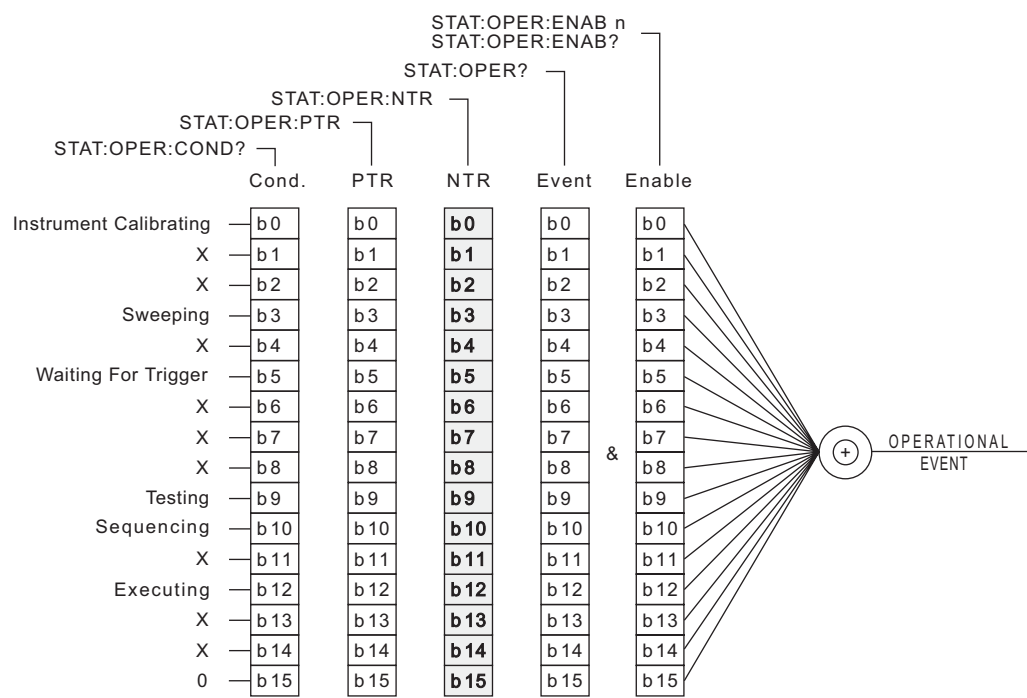 STAT:OPER:ENAB n
STAT:OPER:ENAB?
STAT:OPER?
STAT:OPER:NTR
STAT:OPER:PTR
STAT:OPER:COND?
Cond. PTR NTR Event Enable
Instrument Calibrating b0 b0 b0 b0 b0
X b1 b1 b1 b1 b1
X b2 b2 b2 b2 b2
Sweeping b3 b3 b3 b3 b3
X b4 b4 b4 b4 b4
Waiting For Trigger b5 b5 b5 b5 b5
X b6 b6 b6 b6 b6
X b7 b7 b7 b7 & b7
X b8 b8 b8 b8 b8
Testing b9 b9 b9 b9 b9
Sequencing b10 b10 b10 b10 b10
X b11 b11 b11 b11 b11
Executing b12 b12 b12 b12 b12
X b13 b13 b13 b13 b13
X b14 b14 b14 b14 b14
0 b15 b15 b15 b15 b15
+
OPERATIONAL
EVENT